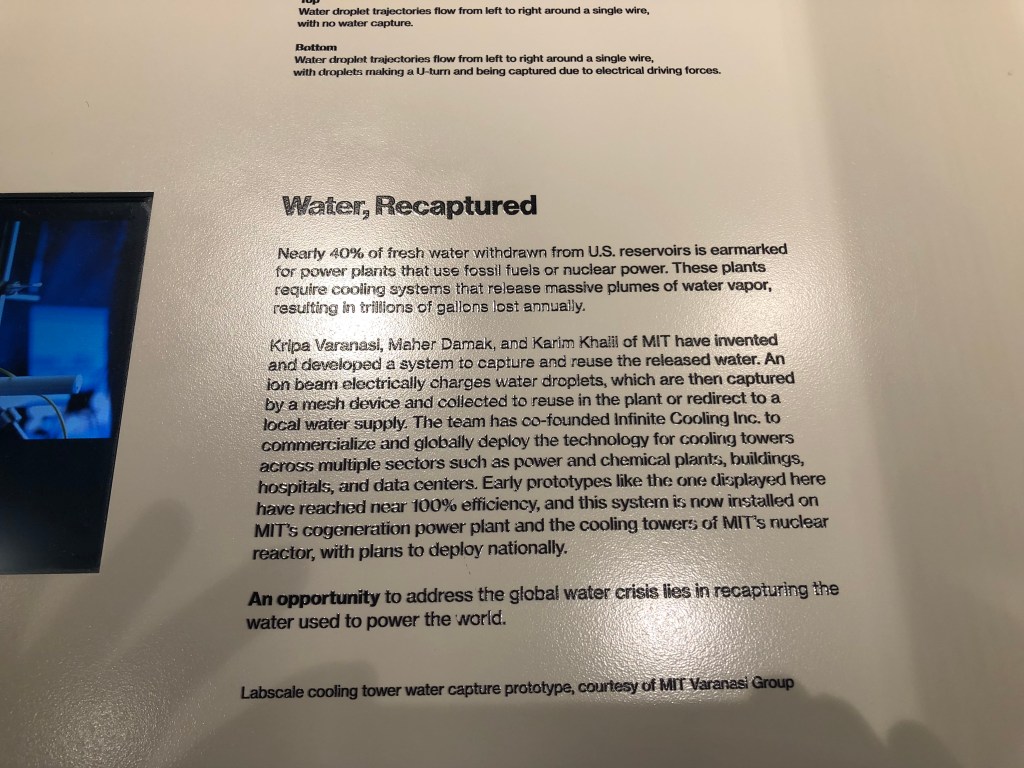 Top
Water droplet trajectories flow from left to right around a single wire,
with no water capture.
Bottom
Water droplet trajectories flow from left to right around a single wire,
with droplets making a U-turn and being captured due to electrical driving forces.
Water, Recaptured
Nearly 40% of fresh water withdrawn from U.S. reservoirs is earmarked
for power plants that use fossil fuels or nuclear power. These plants
require cooling systems that release massive plumes of water vapor,
resulting in trillions of gallons lost annually.
Kripa Varanasi, Maher Damak, and Karim Khalil of MIT have invented
and developed a system to capture and reuse the released water. An
ion beam electrically charges water droplets, which are then captured
by a mesh device and collected to reuse in the plant or redirect to a
local water supply. The team has co-founded Infinite Cooling Inc. to
commercialize and globally deploy the technology for cooling towers
across multiple sectors such as power and chemical plants, buildings,
hospitals, and data centers. Early prototypes like the one displayed here
have reached near 100% efficiency, and this system is now installed on
MIT's cogeneration power plant and the cooling towers of MIT's nuclear
reactor, with plans to deploy nationally.
An opportunity to address the global water crisis lies in recapturing the
water used to power the world.
Labscale cooling tower water capture prototype, courtesy of MIT Varanasi Group